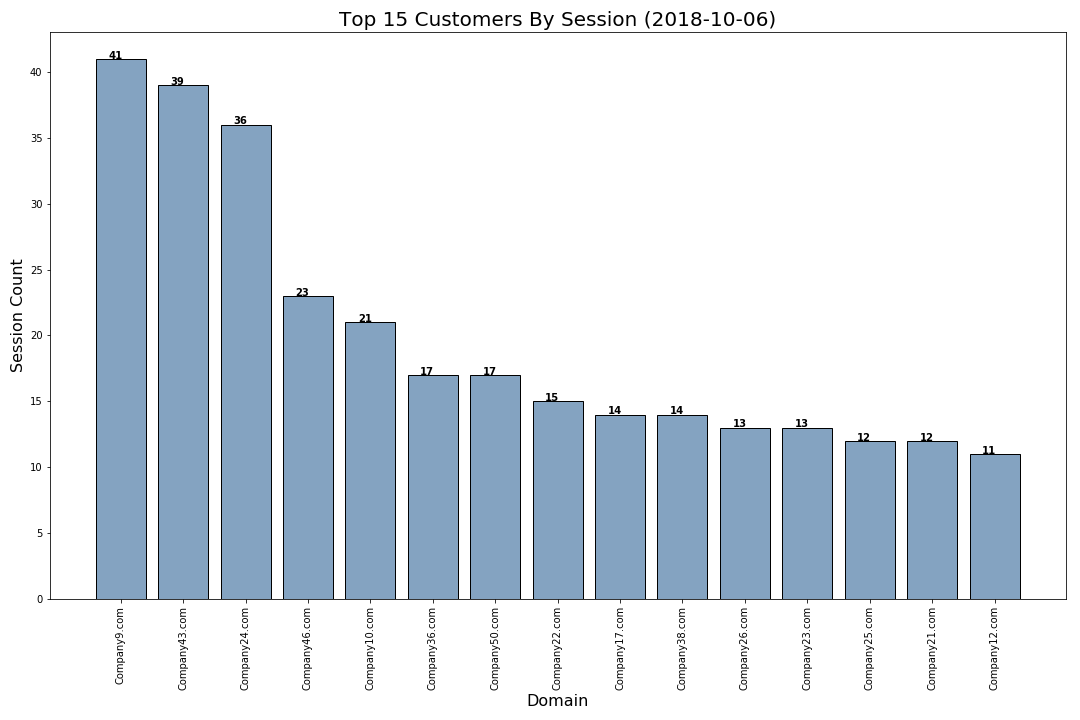 Top 15 Customers By Session (2018-10-06)
Session Count
40
35
30
25
20
15
10
5
0
41
39
36
23
21
17
17
15
14
14
13
13
12
12
11
Company9.com
Company43.com
Company24.com
Company46.com
Company10.com
Company36.com
Company50.com
Company22.com
Company17.com
Company38.com
Company26.com
Company23.com
Company25.com
Company21.com
Company12.com
Domain